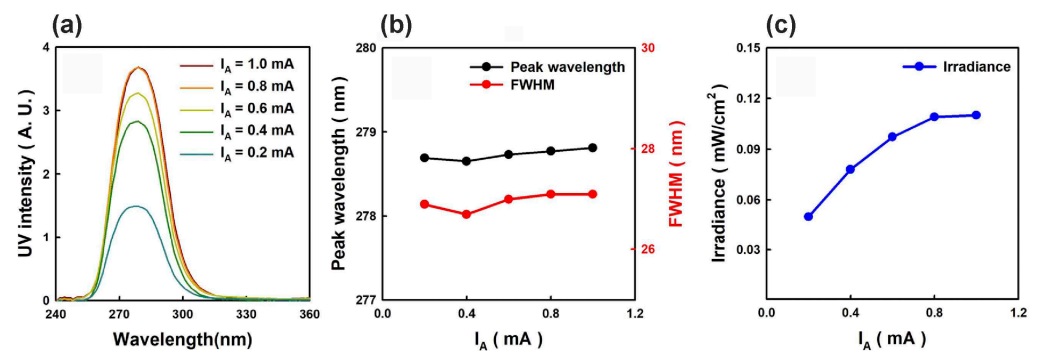 (a)
UV intensity ( A. U.)
4
3
2
1
0
240
270
300
330
360
Wavelength(nm)
I_A = 1.0 mA
I_A = 0.8 mA
I_A = 0.6 mA
I_A = 0.4 mA
I_A = 0.2 mA
(b)
Peak wavelength ( nm)
280
279
278
277
0.0
0.4
0.8
1.2
I_A ( mA)
Peak wavelength
FWHM
30
28
26
FWHM ( nm)
(c)
Irradiance ( mW/cm²)
0.15
0.12
0.09
0.06
0.03
0.0
0.4
0.8
1.2
I_A ( mA)
Irradiance